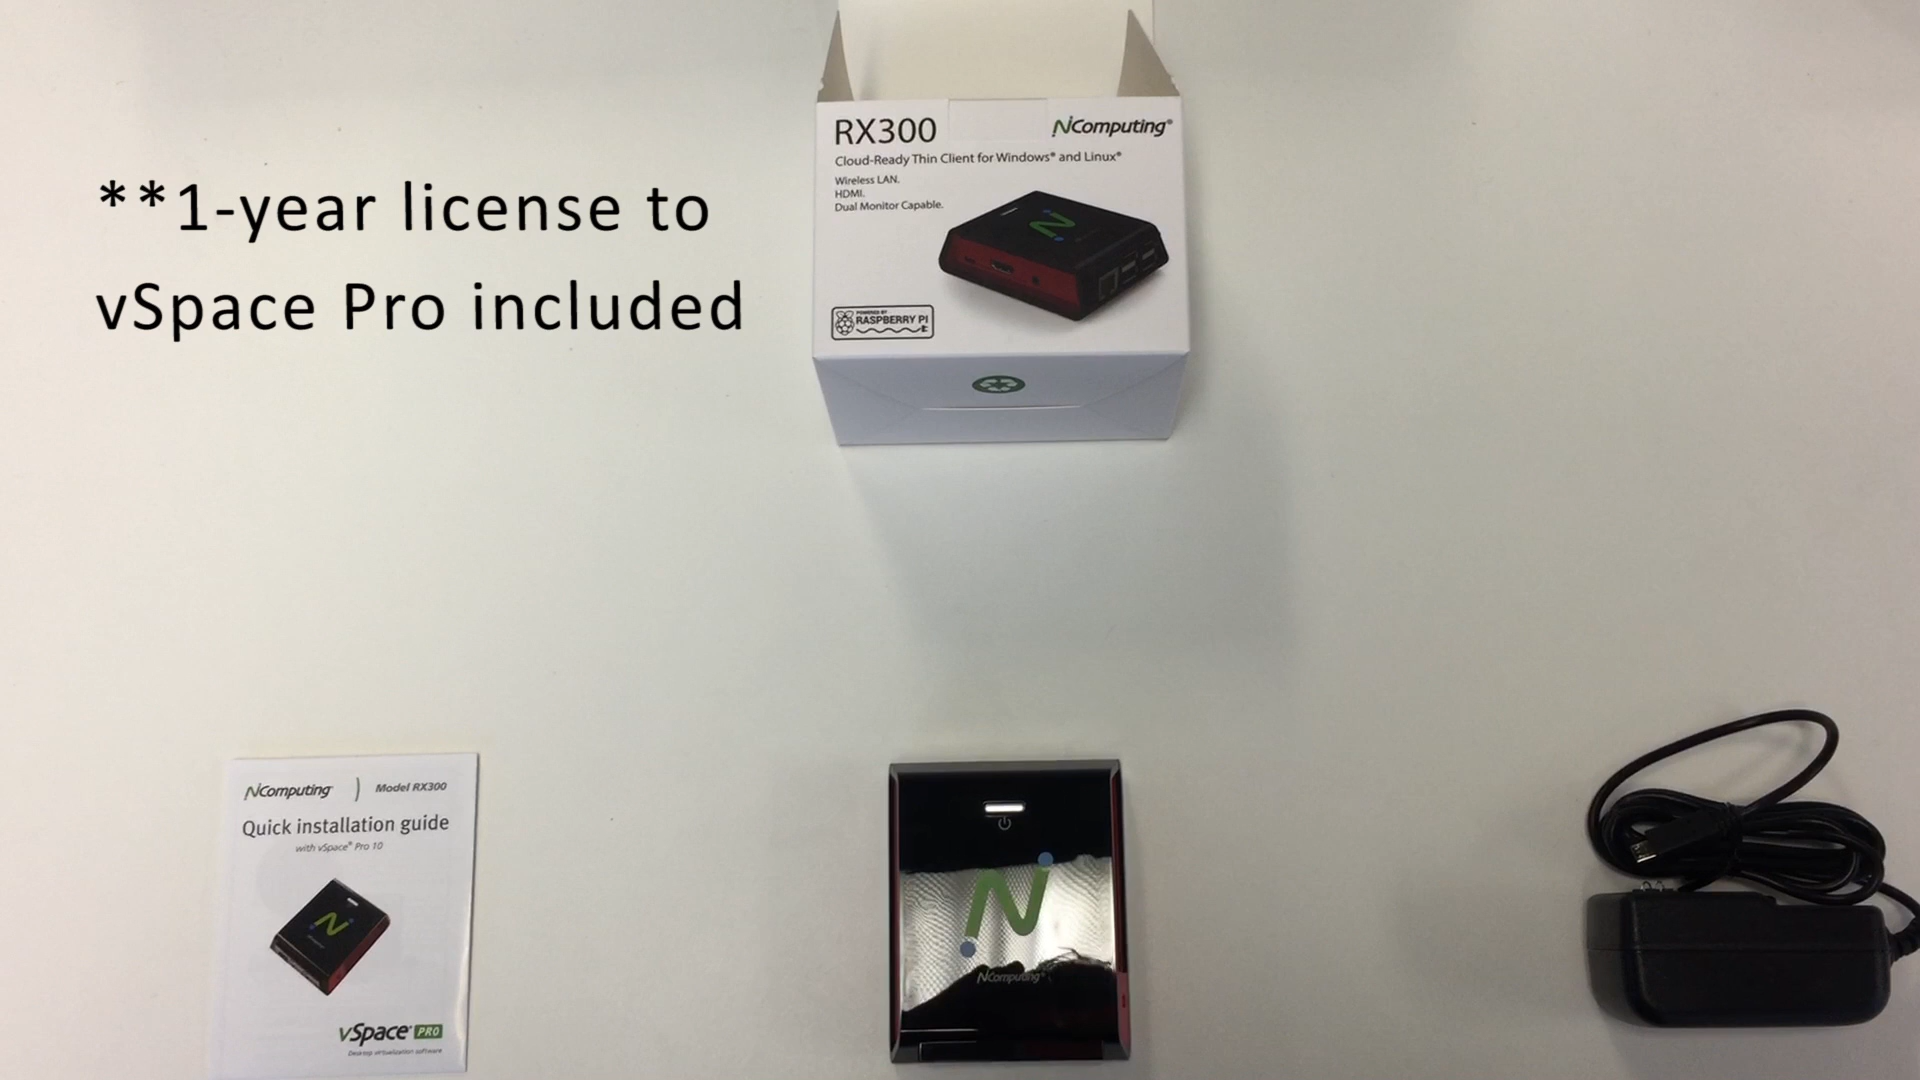 **1-year license to
vSpace Pro included
RX300
NComputing®
Cloud-Ready Thin Client for Windows® and Linux®
Wireless LAN.
HDMI.
Dual Monitor Capable.
POWERED BY
RASPBERRY PI
NComputing
Model RX300
Quick installation guide
with vSpace® Pro 10
vSpace® PRO
Desktop virtualization software
NComputing